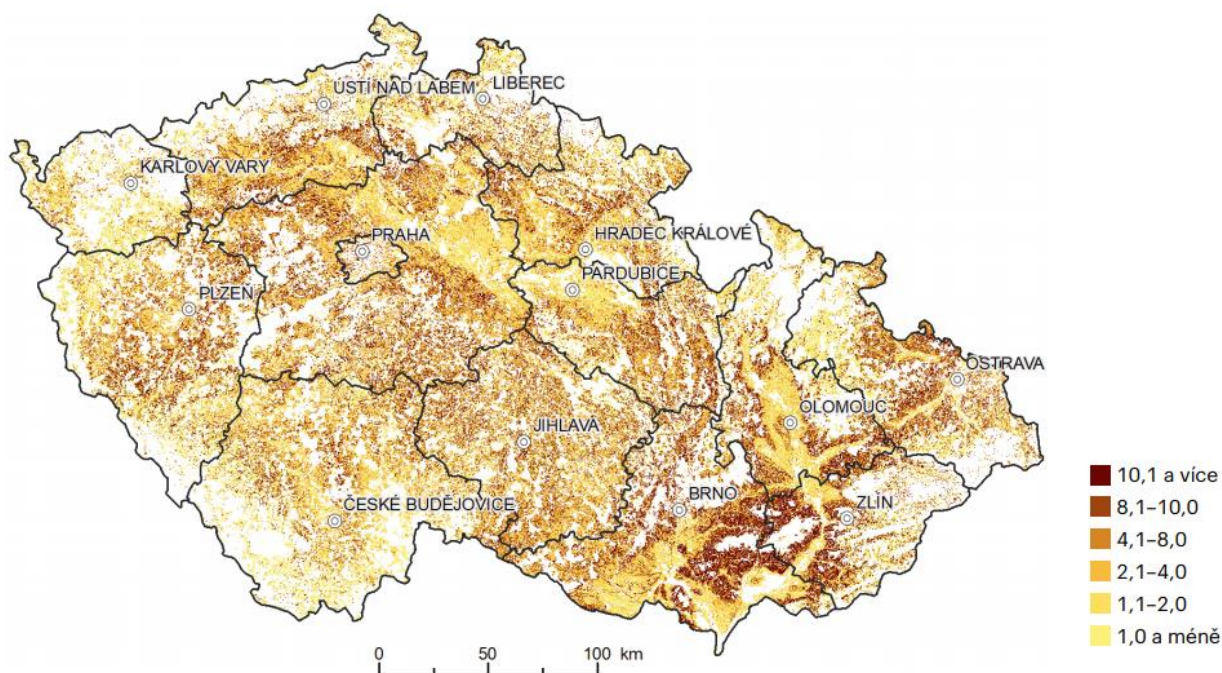 ÚSTÍ NAD LABEM
LIBEREC
KARLOVY VARY
PRAHA
HRADEC KRÁLOVÉ
PARDUBICE
PLZEŇ
OSTRAVA
OLOMOUC
JIHLAVA
BRNO
ZLÍN
ČESKÉ BUDĚJOVICE
10,1 a více
8,1–10,0
4,1–8,0
2,1–4,0
1,1–2,0
1,0 a méně
0 50 100 km